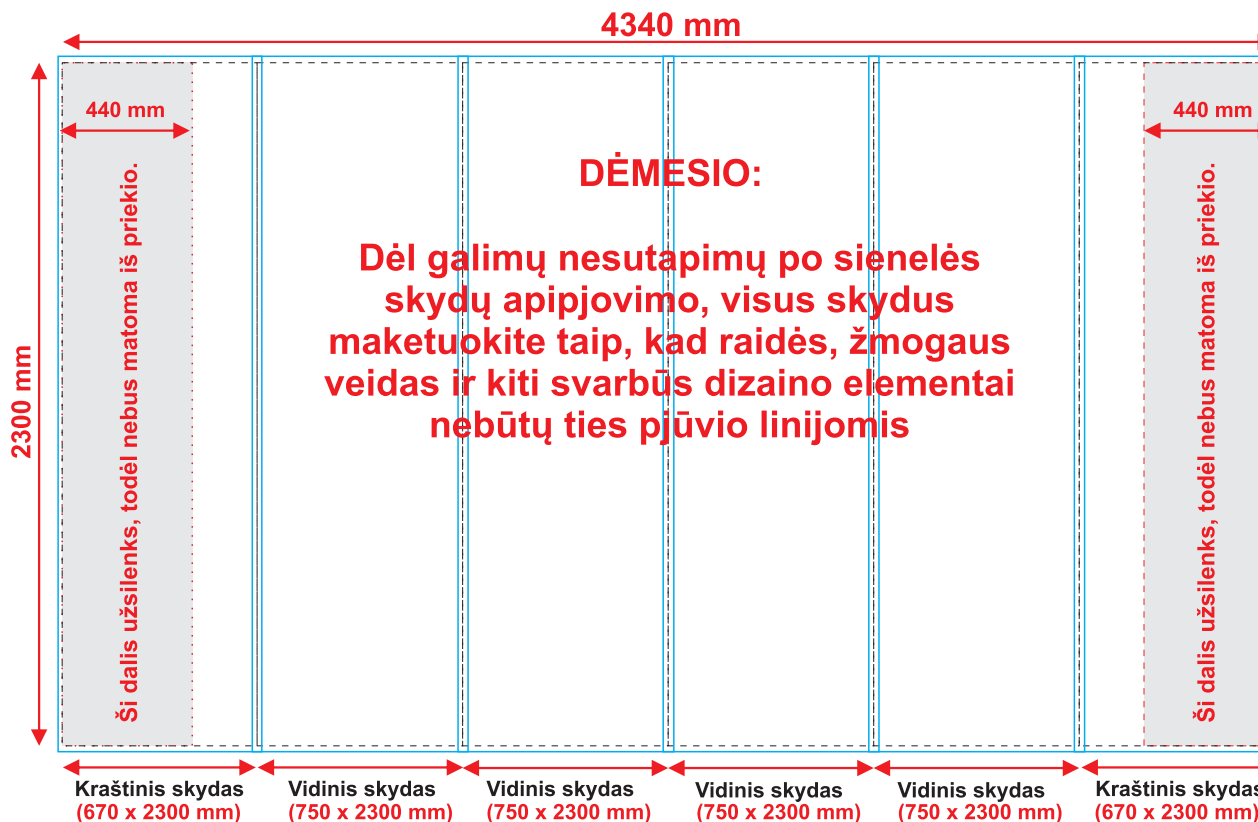 4340 mm
440 mm
440 mm
2300 mm
Ši dalis užsilenks, todėl nebus matoma iš priekio.
DĖMESIO:
Dėl galimų nesutapimų po sienelės
skydų apipjovimo, visus skydus
maketuokite taip, kad raidės, žmogaus
veidas ir kiti svarbūs dizaino elementai
nebūtų ties pjūvio linijomis
Ši dalis užsilenks, todėl nebus matoma iš priekio.
Kraštinis skydas
(670 x 2300 mm)
Vidinis skydas
(750 x 2300 mm)
Vidinis skydas
(750 x 2300 mm)
Vidinis skydas
(750 x 2300 mm)
Vidinis skydas
(750 x 2300 mm)
Kraštinis skydas
(670 x 2300 mm)